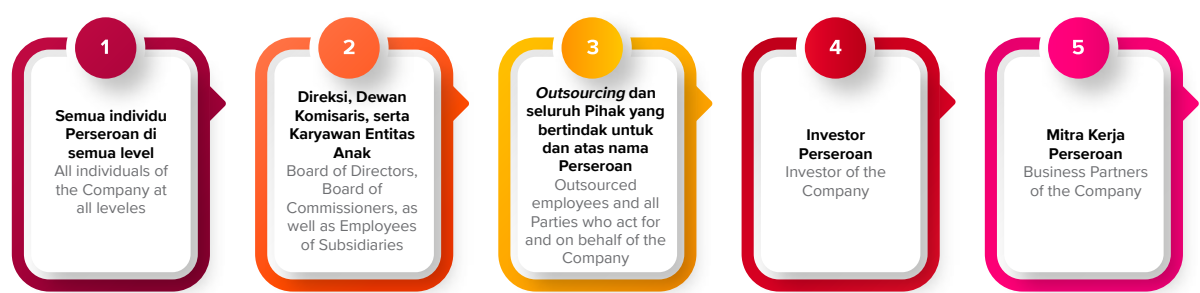 1
Semua individu
Perseroan di
semua level
All individuals of
the Company at
all leveles
2
Direksi, Dewan
Komisaris, serta
Karyawan Entitas
Anak
Board of Directors,
Board of
Commissioners, as
well as Employees
of Subsidiaries
3
Outsourcing dan
seluruh Pihak yang
bertindak untuk
dan atas nama
Perseroan
Outsourced
employees and all
Parties who act for
and on behalf of the
Company
4
Investor
Perseroan
Investor of the
Company
5
Mitra Kerja
Perseroan
Business Partners
of the Company